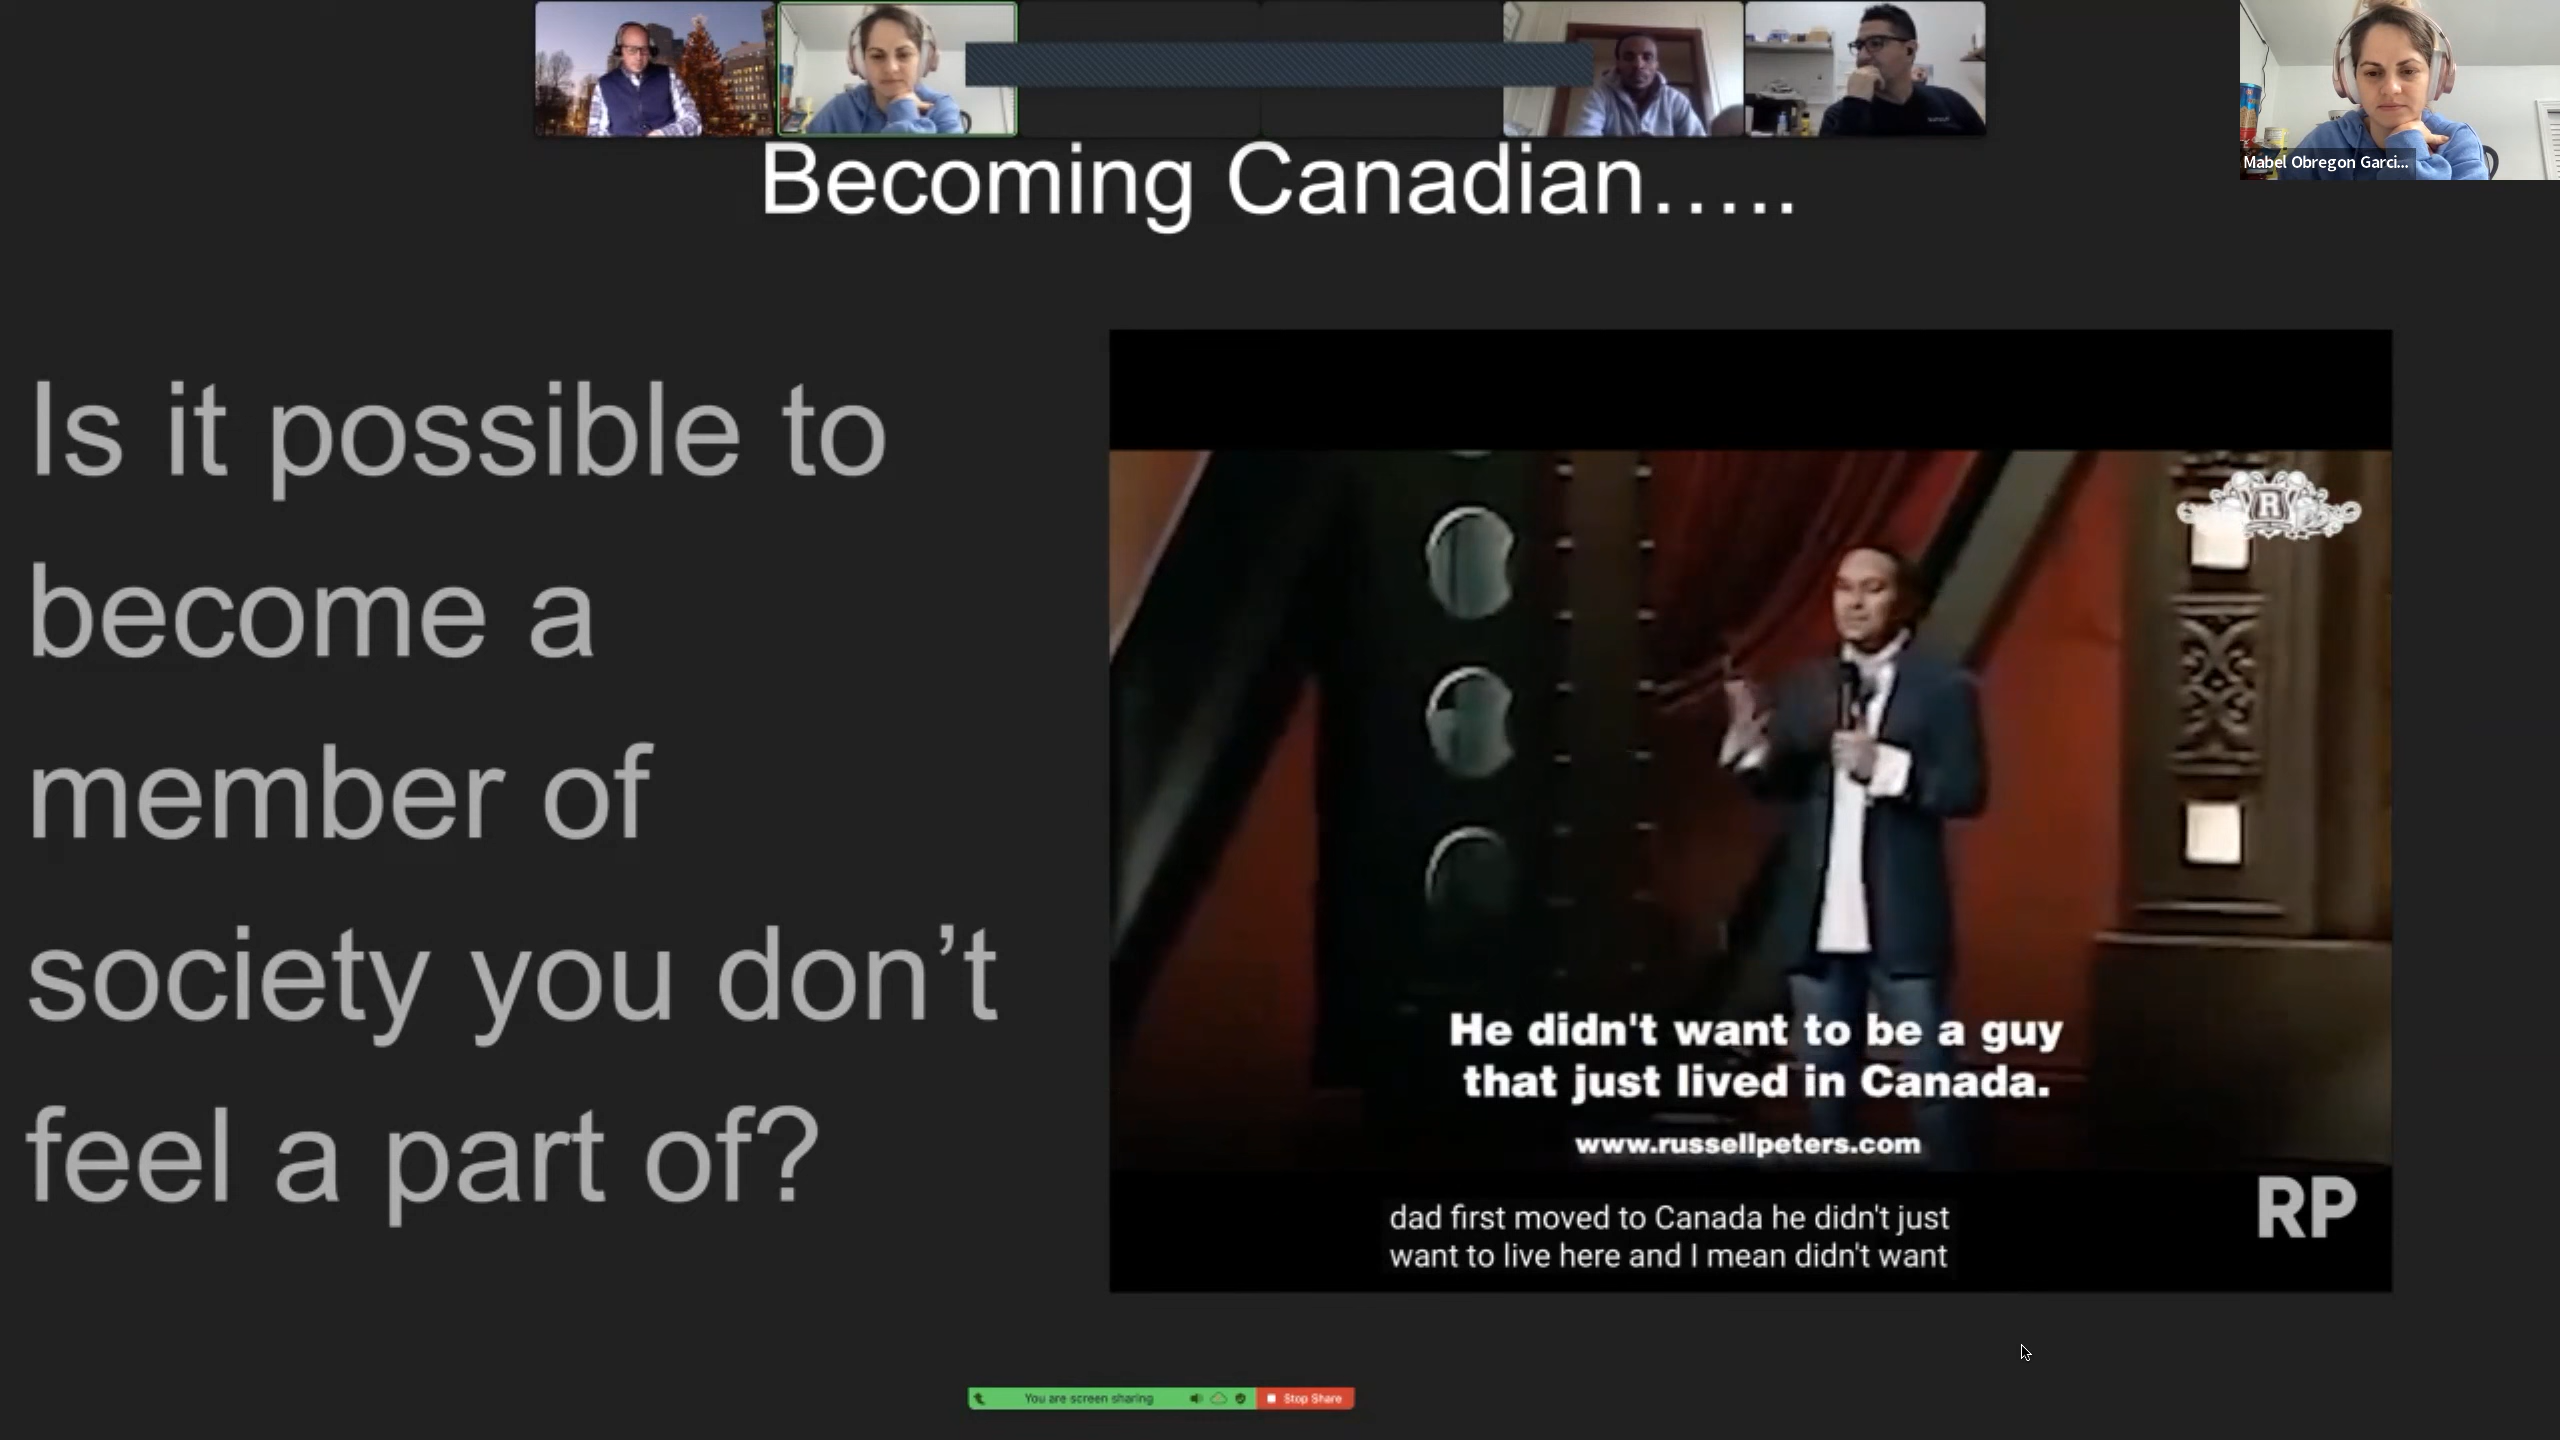 Mabel Obregon Garci...
Becoming Canadian.....
Is it possible to
become a
member of
society you don't
feel a part of?
R
He didn't want to be a guy
that just lived in Canada.
www.russellpeters.com
RP
dad first moved to Canada he didn't just
want to live here and I mean didn't want
You are screen sharing
Stop Share